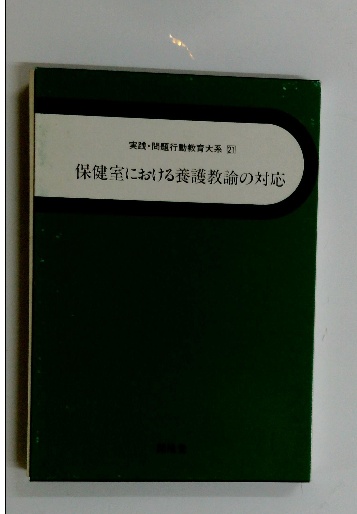 実践・問題行動教育大系 21
保健室における養護教諭の対応